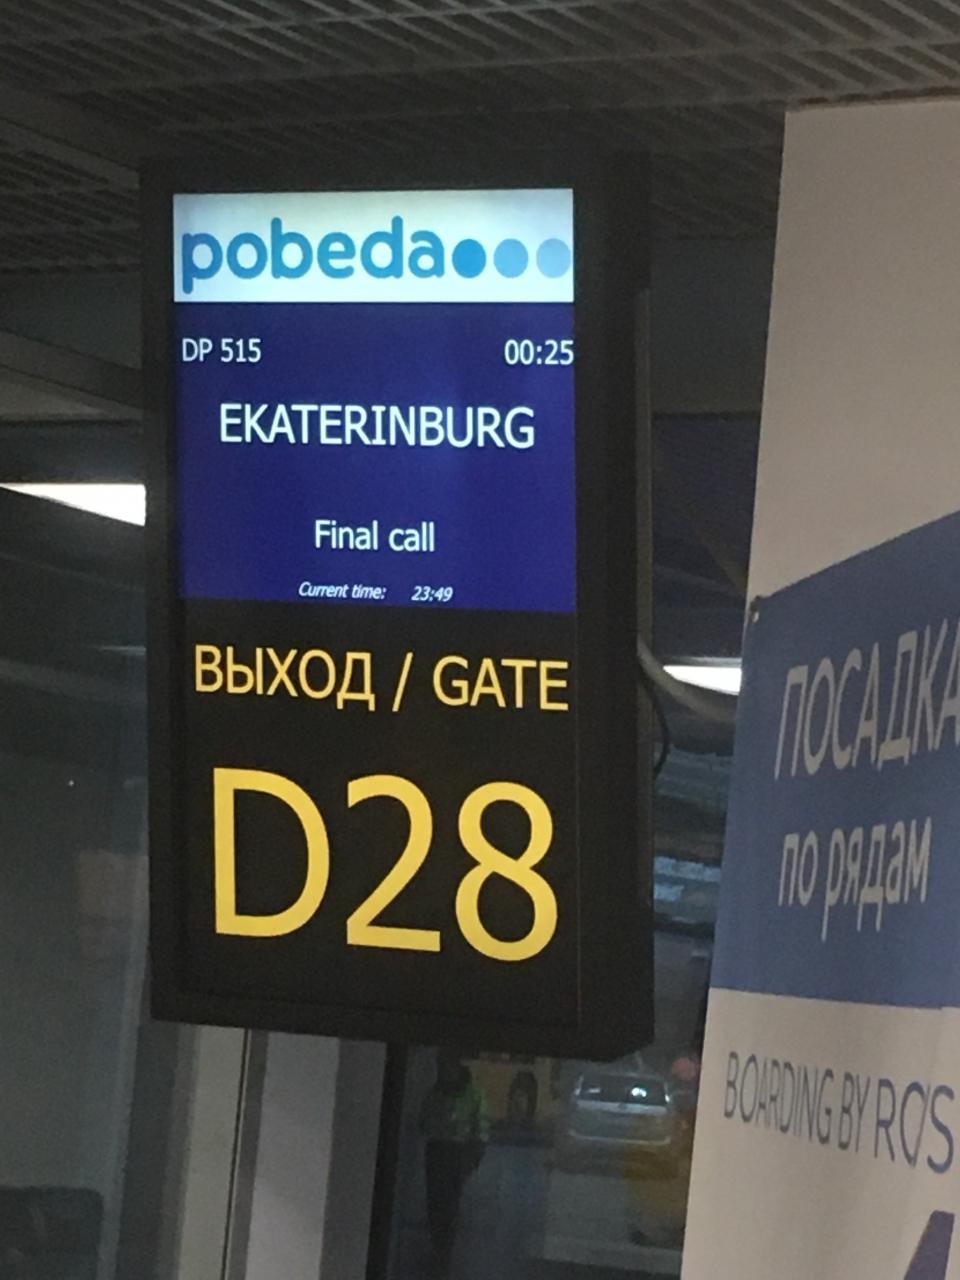 pobeda
DP 515 00:25
EKATERINBURG
Final call
Current time: 23:49
ВЫХОД / GATE
D28
ПОСАДКА
по рядам
BOARDING BY